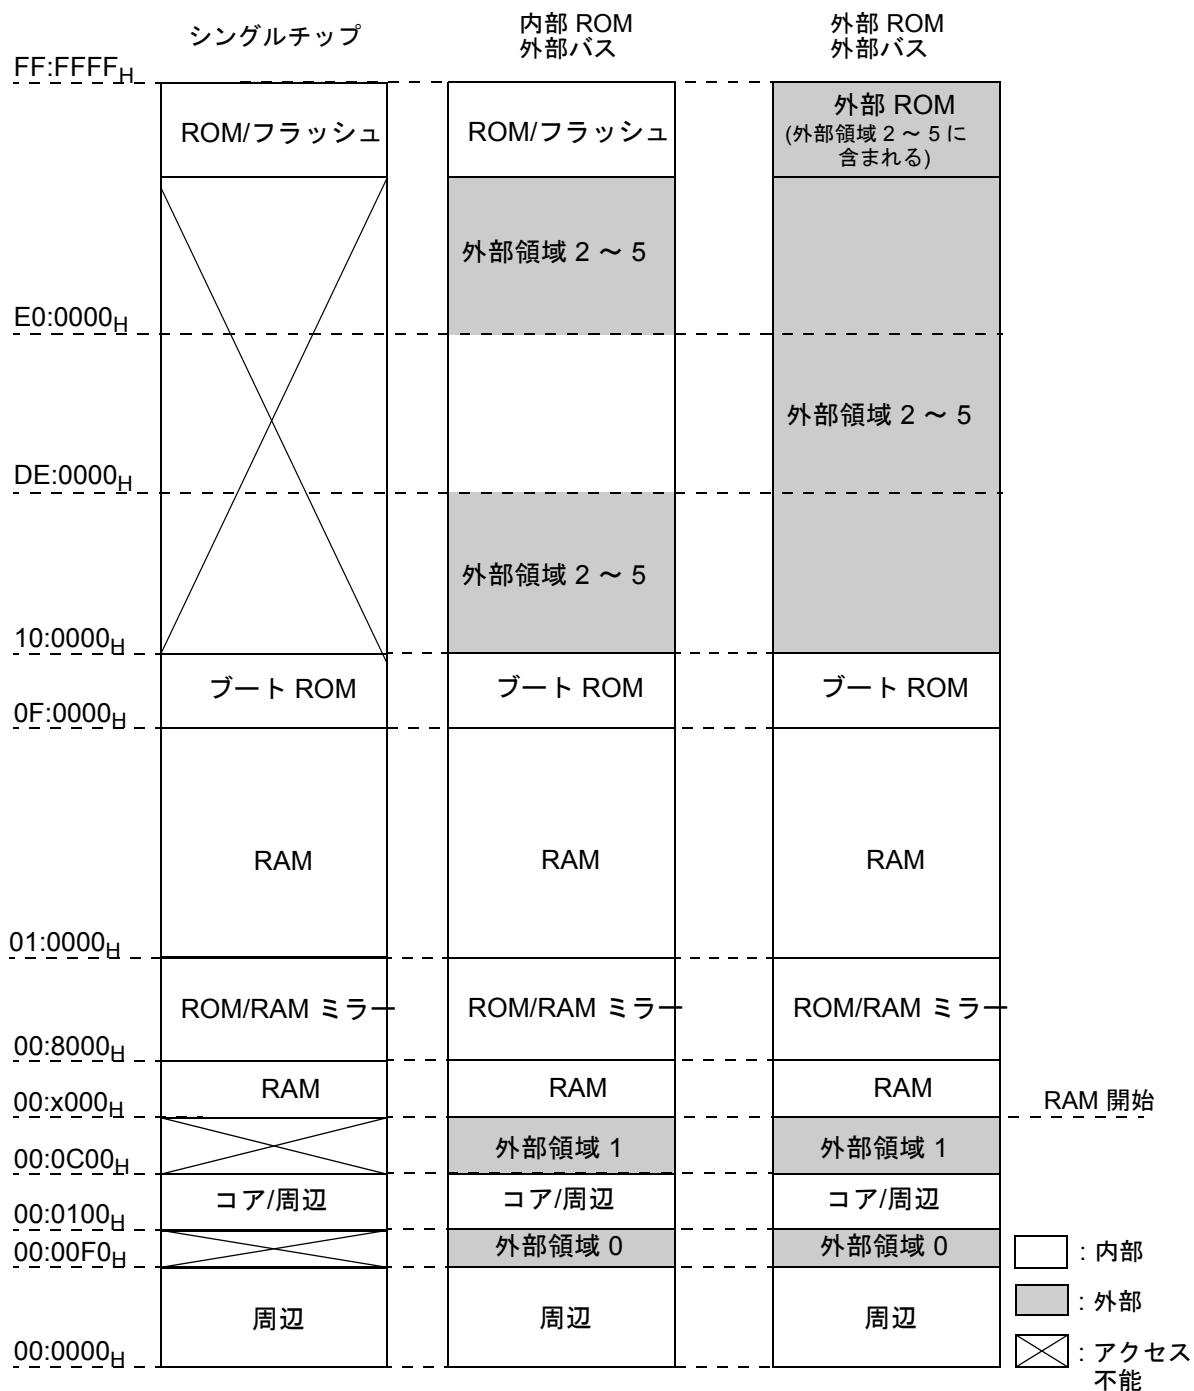 シングルチップ
内部 ROM
外部バス
外部 ROM
外部バス
FF:FFFFH
ROM/フラッシュ
ROM/フラッシュ
外部 ROM
(外部領域 2 ～ 5 に
含まれる)
外部領域 2 ～ 5
E0:0000H
外部領域 2 ～ 5
DE:0000H
外部領域 2 ～ 5
10:0000H
ブート ROM
ブート ROM
ブート ROM
0F:0000H
RAM
RAM
RAM
01:0000H
ROM/RAM ミラー
ROM/RAM ミラー
ROM/RAM ミラー
00:8000H
RAM
RAM
RAM
00:x000H
RAM 開始
外部領域 1
外部領域 1
00:0C00H
コア/周辺
コア/周辺
コア/周辺
00:0100H
外部領域 0
外部領域 0
00:00F0H
周辺
周辺
周辺
00:0000H
: 内部
: 外部
: アクセス
不能